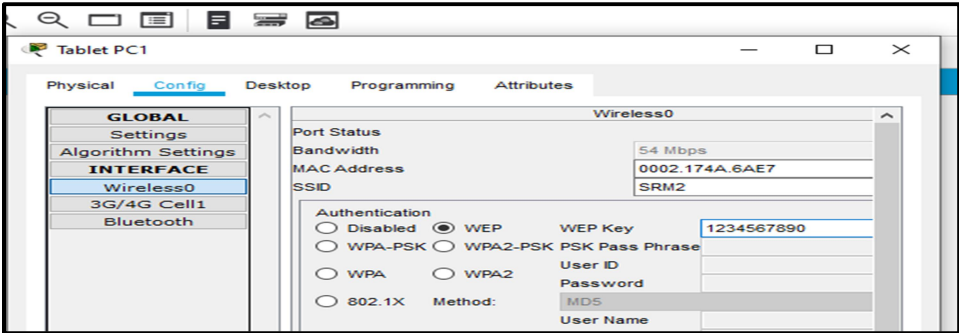 Tablet PC1
Physical Config Desktop Programming Attributes
GLOBAL
Settings
Algorithm Settings
INTERFACE
Wireless0
3G/4G Cell1
Bluetooth
Wireless0
Port Status
Bandwidth 54 Mbps
MAC Address 0002.174A.6AE7
SSID SRM2
Authentication
Disabled WEP WEP Key 1234567890
WPA-PSK WPA2-PSK PSK Pass Phrase
User ID
WPA WPA2
Password
802.1X Method: MD5
User Name